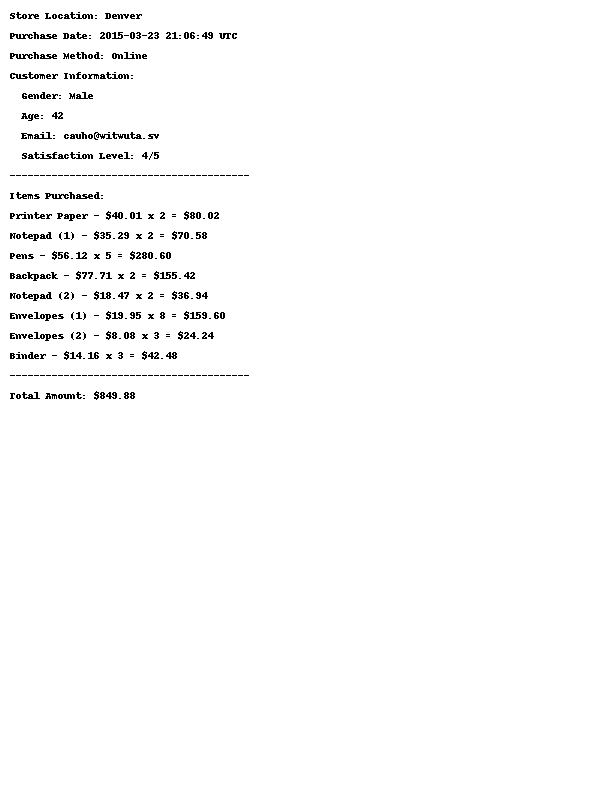 Store Location: Denver
Purchase Date: 2015-03-23 21:06:49 UTC
Purchase Method: Online
Customer Information:
Gender: Male
Age: 42
Email: cauho@witwuta.sv
Satisfaction Level: 4/5
----------------------------------------
Items Purchased:
Printer Paper - $40.01 x 2 = $80.02
Notepad (1) - $35.29 x 2 = $70.58
Pens - $56.12 x 5 = $280.60
Backpack - $77.71 x 2 = $155.42
Notepad (2) - $18.47 x 2 = $36.94
Envelopes (1) - $19.95 x 8 = $159.60
Envelopes (2) - $8.08 x 3 = $24.24
Binder - $14.16 x 3 = $42.48
----------------------------------------
Total Amount: $849.88